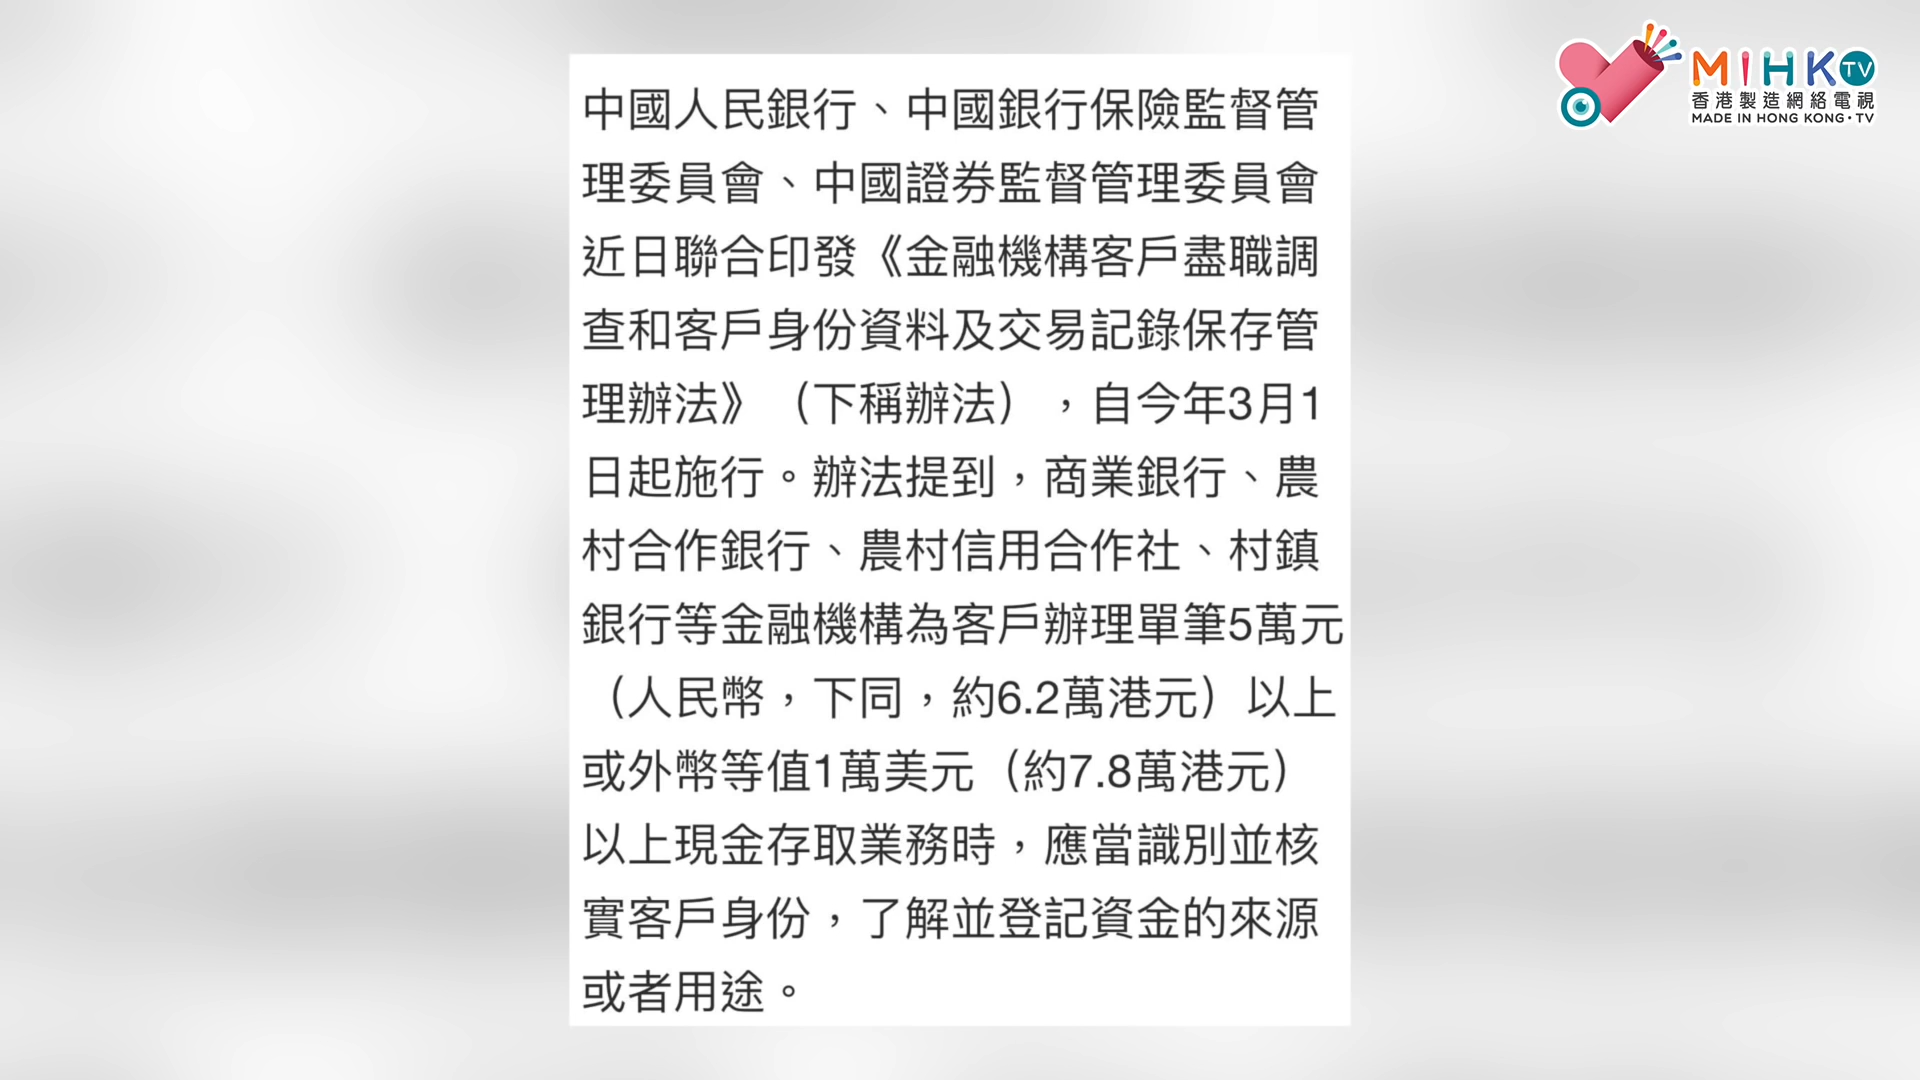 中國人民銀行、中國銀行保險監督管
理委員會、中國證券監督管理委員會
近日聯合印發《金融機構客戶盡職調
查和客戶身份資料及交易記錄保存管
理辦法》（下稱辦法），自今年3月1
日起施行。辦法提到，商業銀行、農
村合作銀行、農村信用合作社、村鎮
銀行等金融機構為客戶辦理單筆5萬元
（人民幣，下同，約6.2萬港元）以上
或外幣等值1萬美元（約7.8萬港元）
以上現金存取業務時，應當識別並核
實客戶身份，了解並登記資金的來源
或者用途。
MIHK TV
香港製造網絡電視
MADE IN HONG KONG·TV